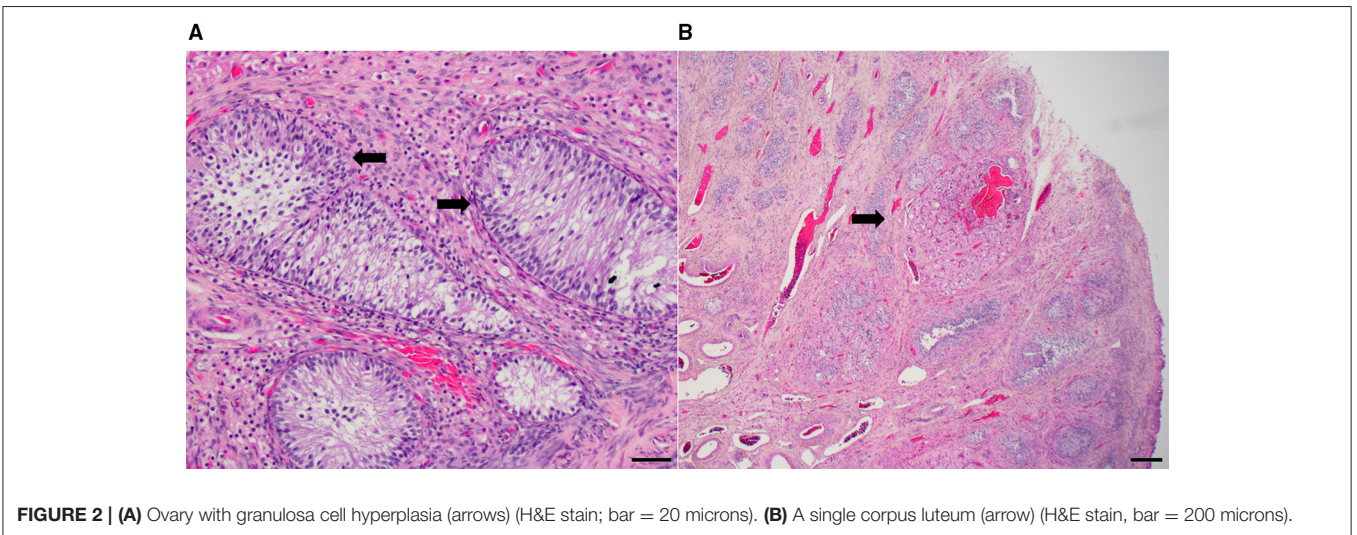 A
B
FIGURE 2 | (A) Ovary with granulosa cell hyperplasia (arrows) (H&E stain; bar = 20 microns). (B) A single corpus luteum (arrow) (H&E stain, bar = 200 microns).